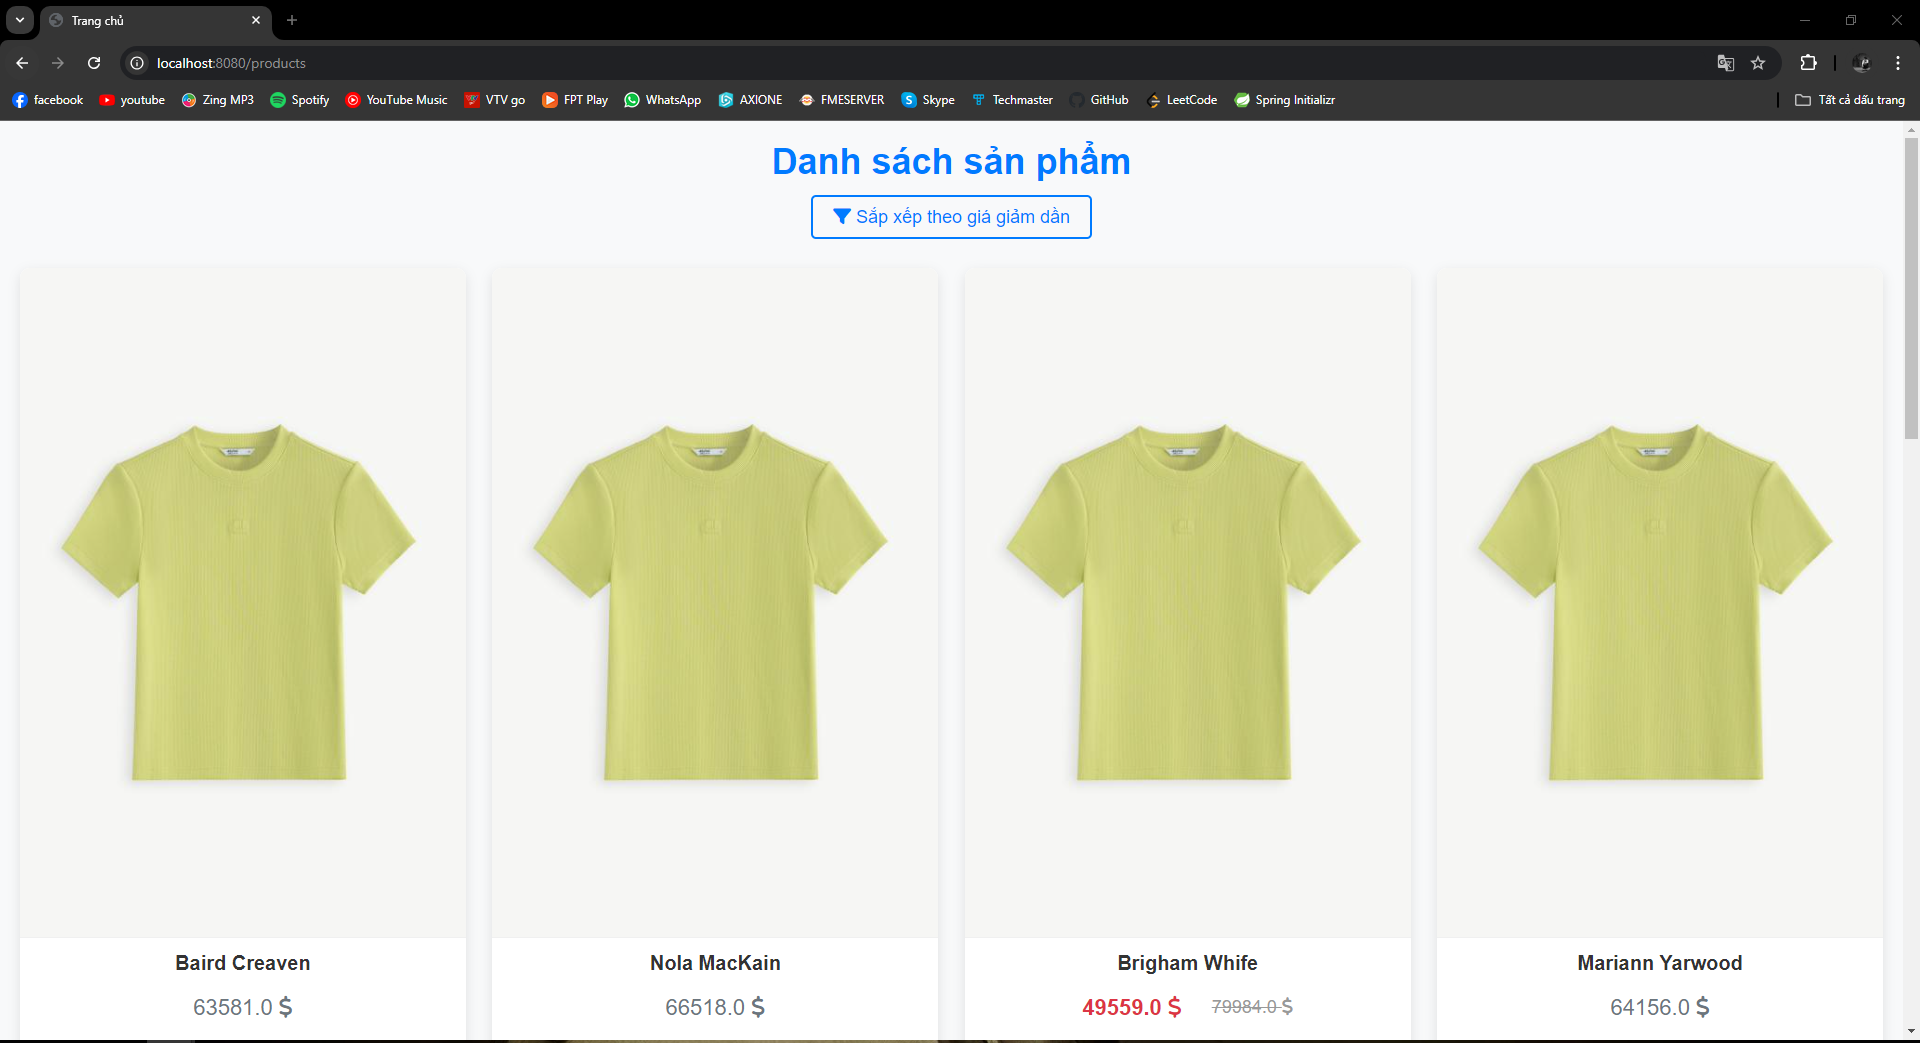 Trang chủ
localhost:8080/products
facebook youtube Zing MP3 Spotify YouTube Music VTV go FPT Play WhatsApp AXIONE FMESERVER Skype Techmaster GitHub LeetCode Spring Initializr Tất cả dấu trang
Danh sách sản phẩm
Sắp xếp theo giá giảm dần
Baird Creaven
63581.0 $
Nola MacKain
66518.0 $
Brigham Whife
49559.0 $ 79984.0 $
Mariann Yarwood
64156.0 $